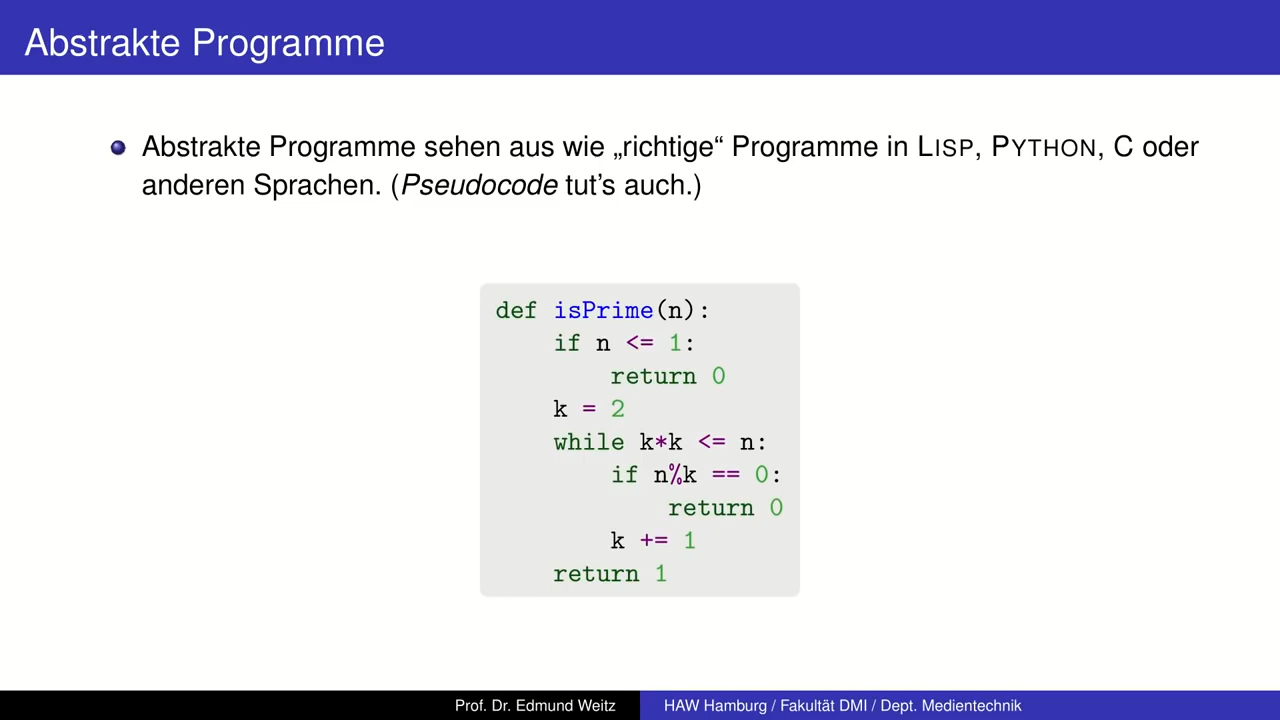 Abstrakte Programme
Abstrakte Programme sehen aus wie „richtige“ Programme in LISP, PYTHON, C oder
anderen Sprachen. (Pseudocode tut's auch.)
def isPrime(n):
    if n <= 1:
        return 0
    k = 2
    while k*k <= n:
        if n%k == 0:
            return 0
        k += 1
    return 1
Prof. Dr. Edmund Weitz
HAW Hamburg / Fakultät DMI / Dept. Medientechnik